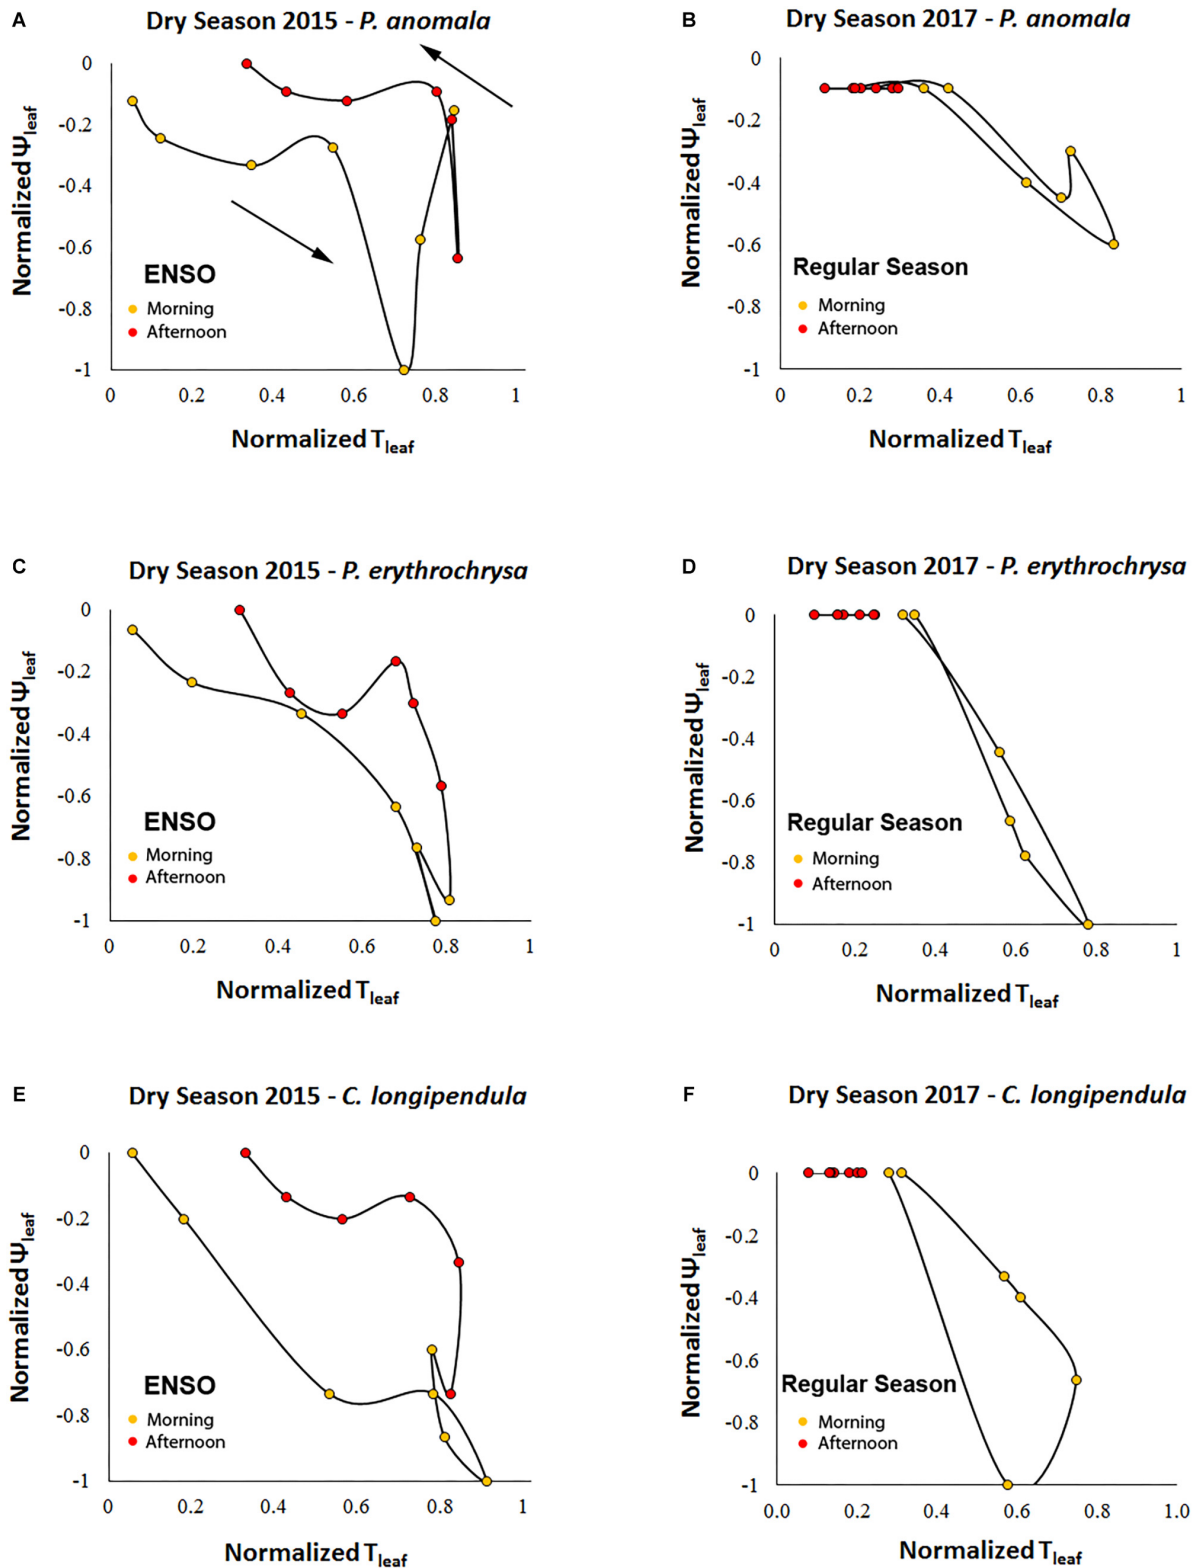 A
Dry Season 2015 - P. anomala
0
-0.2
-0.4
-0.6
-0.8
-1
Normalized Ψleaf
ENSO
Morning
Afternoon
0 0.2 0.4 0.6 0.8 1
Normalized Tleaf
B
Dry Season 2017 - P. anomala
0
-0.2
-0.4
-0.6
-0.8
-1
Normalized Ψleaf
Regular Season
Morning
Afternoon
0 0.2 0.4 0.6 0.8 1
Normalized Tleaf
C
Dry Season 2015 - P. erythrochrysa
0
-0.2
-0.4
-0.6
-0.8
-1
Normalized Ψleaf
ENSO
Morning
Afternoon
0 0.2 0.4 0.6 0.8 1
Normalized Tleaf
D
Dry Season 2017 - P. erythrochrysa
0
-0.2
-0.4
-0.6
-0.8
-1
Normalized Ψleaf
Regular Season
Morning
Afternoon
0 0.2 0.4 0.6 0.8 1
Normalized Tleaf
E
Dry Season 2015 - C. longipendula
0
-0.2
-0.4
-0.6
-0.8
-1
Normalized Ψleaf
ENSO
Morning
Afternoon
0 0.2 0.4 0.6 0.8 1
Normalized Tleaf
F
Dry Season 2017 - C. longipendula
0
-0.2
-0.4
-0.6
-0.8
-1
Normalized Ψleaf
Regular Season
Morning
Afternoon
0.0 0.2 0.4 0.6 0.8 1.0
Normalized Tleaf